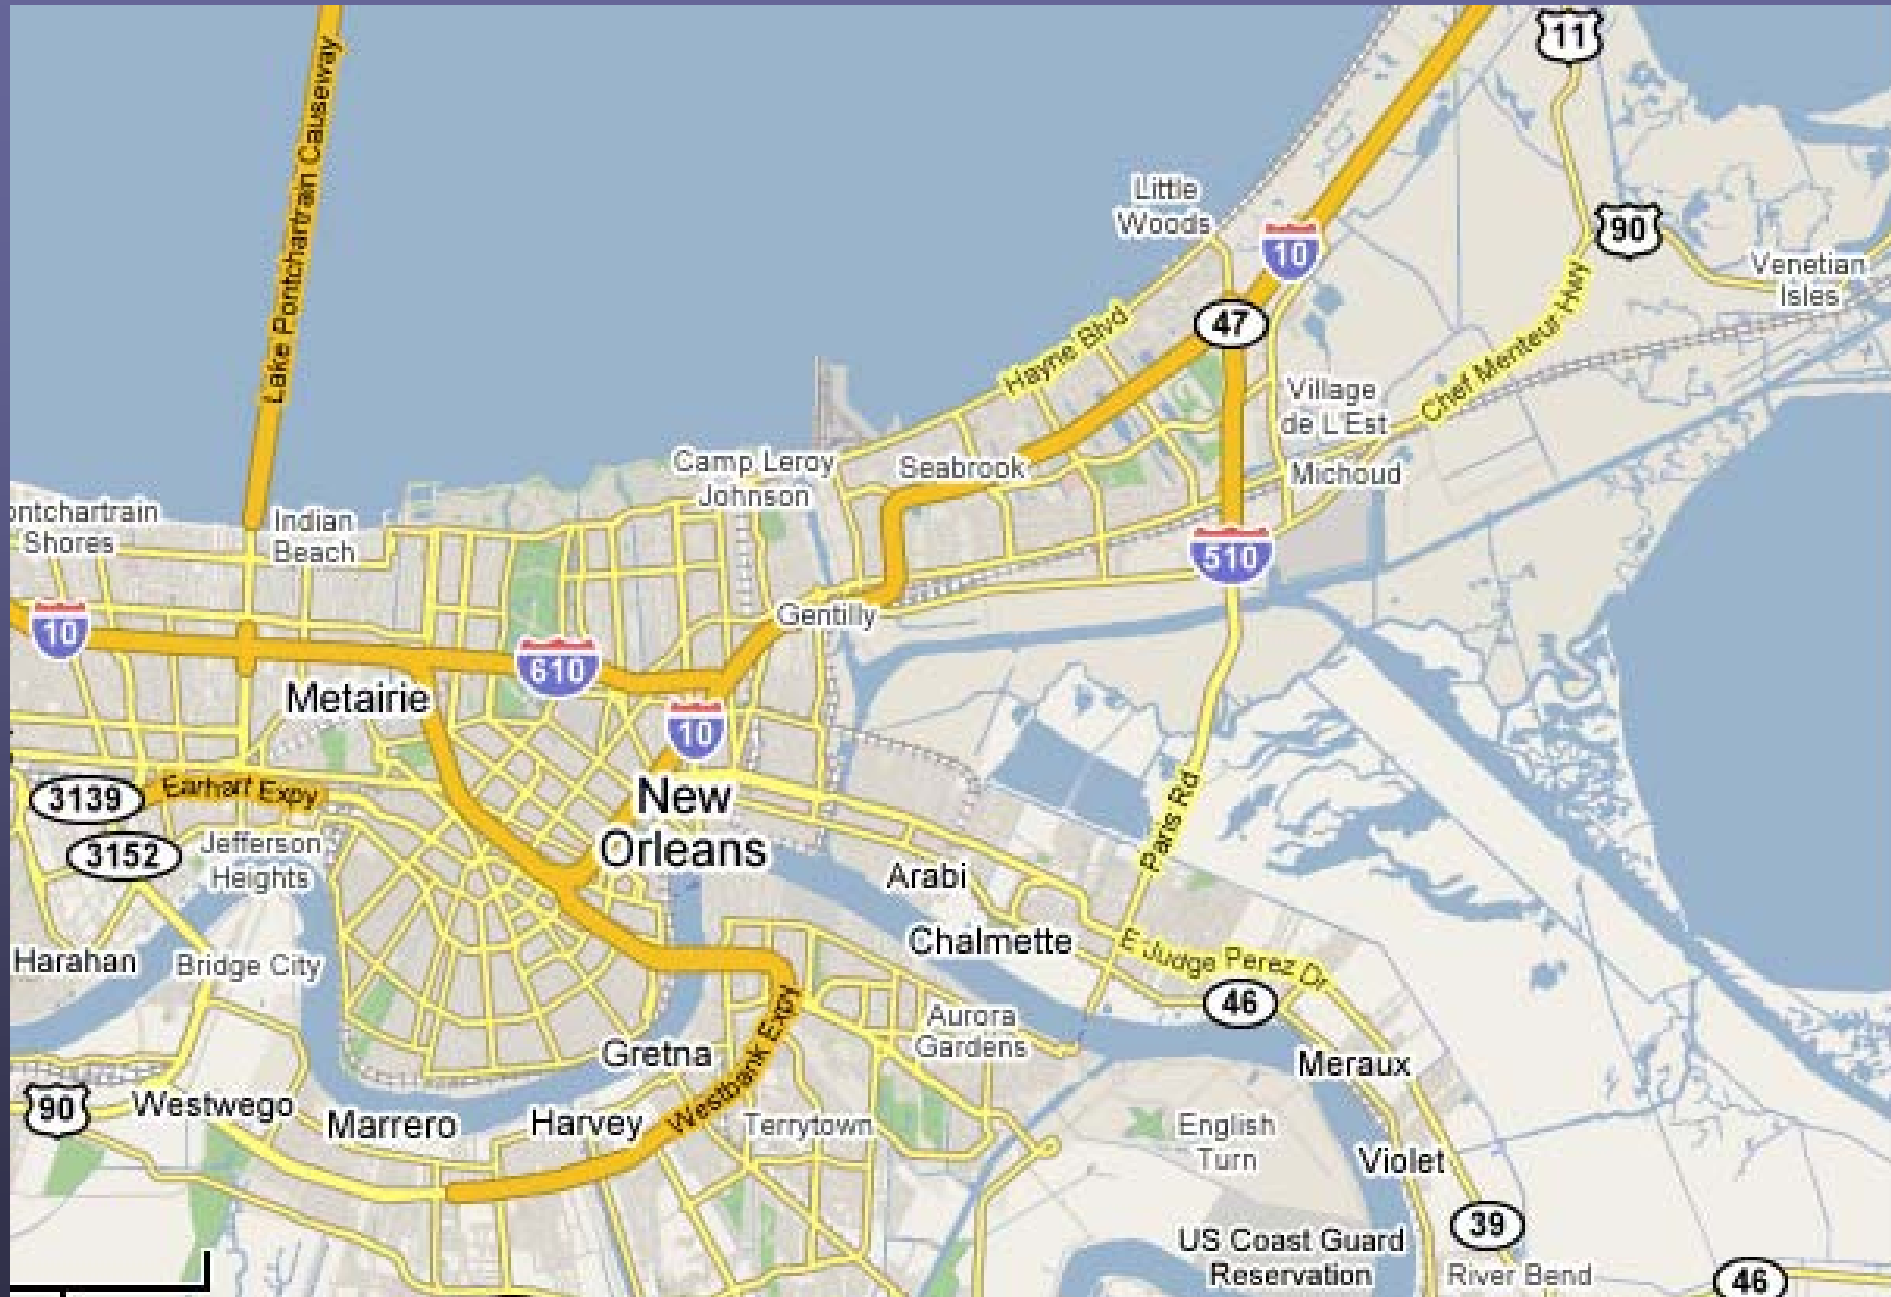 11
Lake Pontchartrain Causeway
Little
Woods
90
10
Venetian
Isles
47
Hayne Blvd
Chef Menteur Hwy
Village
de L'Est
Camp Leroy
Johnson
Seabrook
Michoud
ontchartrain
Shores
Indian
Beach
510
Gentilly
10
610
Metairie
10
3139
Earhart Expy
New
Orleans
Paris Rd
3152
Jefferson
Heights
Arabi
Harahan
Bridge City
Chalmette
E Judge Perez Dr
46
Westbank Expy
Aurora
Gardens
Gretna
Meraux
90
Westwego
Marrero
Harvey
Terrytown
English
Turn
Violet
39
US Coast Guard
Reservation
River Bend
46